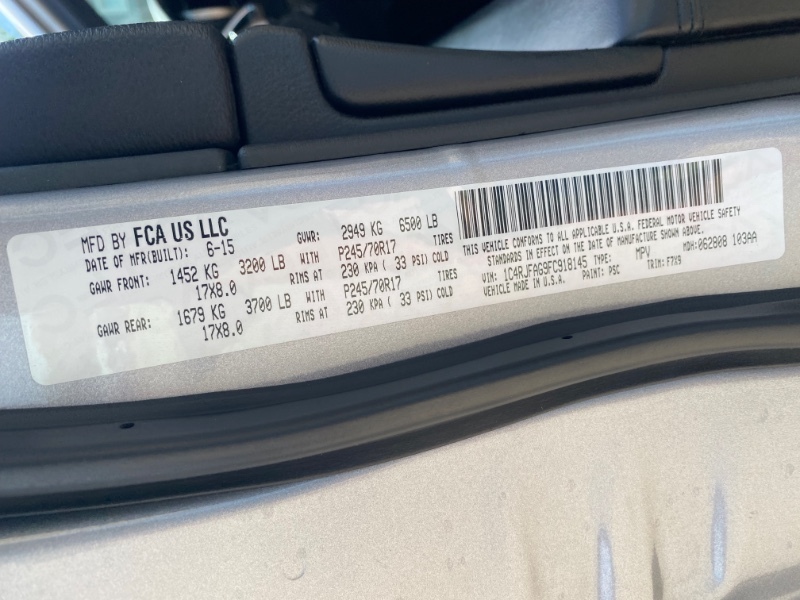 MFD BY FCA US LLC
DATE OF MFR(BUILT): 6-15 GVWR: 2949 KG 6500 LB
GAWR FRONT: 1452 KG 3200 LB WITH P245/70R17 TIRES
17X8.0 RIMS AT 230 KPA ( 33 PSI) COLD
GAWR REAR: 1679 KG 3700 LB WITH P245/70R17 TIRES
17X8.0 RIMS AT 230 KPA ( 33 PSI) COLD
THIS VEHICLE CONFORMS TO ALL APPLICABLE U.S.A. FEDERAL MOTOR VEHICLE SAFETY
STANDARDS IN EFFECT ON THE DATE OF MANUFACTURE SHOWN ABOVE.
VIN: 1C4RJFAG9FC918145 MPV MDH: 062808 103AA
VEHICLE MADE IN U.S.A. PAINT: PSC TRIM: F7X9